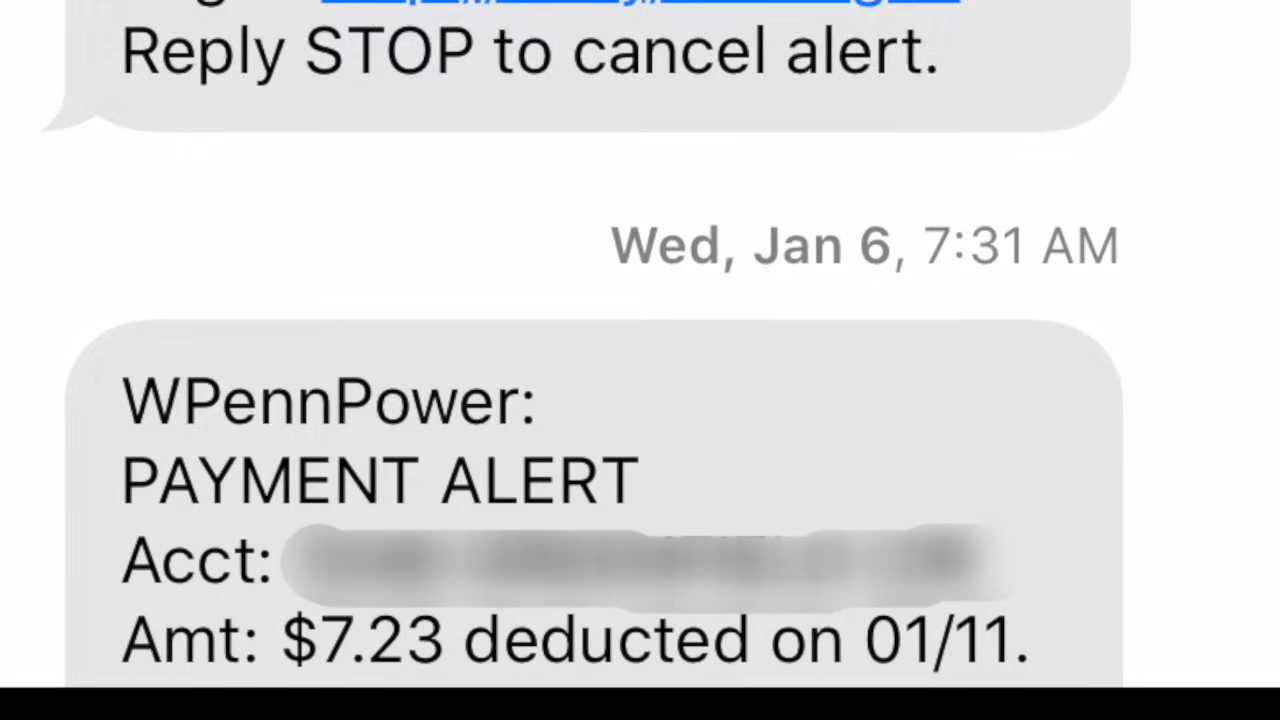 Reply STOP to cancel alert.
Wed, Jan 6, 7:31 AM
WPennPower:
PAYMENT ALERT
Acct:
Amt: $7.23 deducted on 01/11.